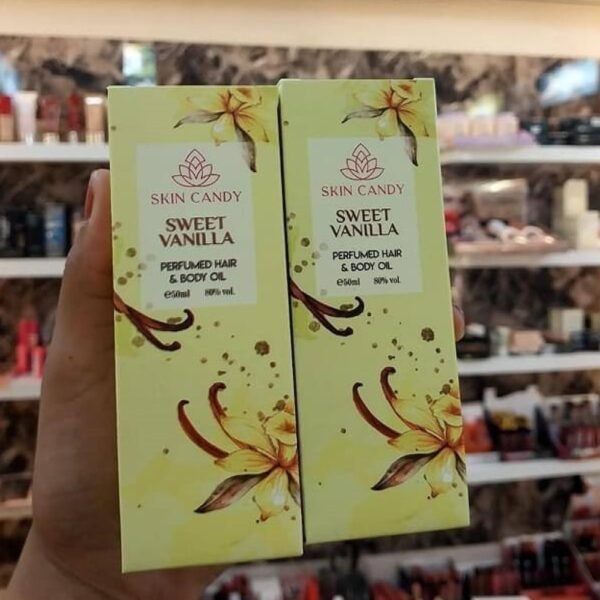 SKIN CANDY
SWEET
VANILLA
PERFUMED HAIR
& BODY OIL
℮50ml 80% vol.
SKIN CANDY
SWEET
VANILLA
PERFUMED HAIR
& BODY OIL
℮50ml 80% vol.